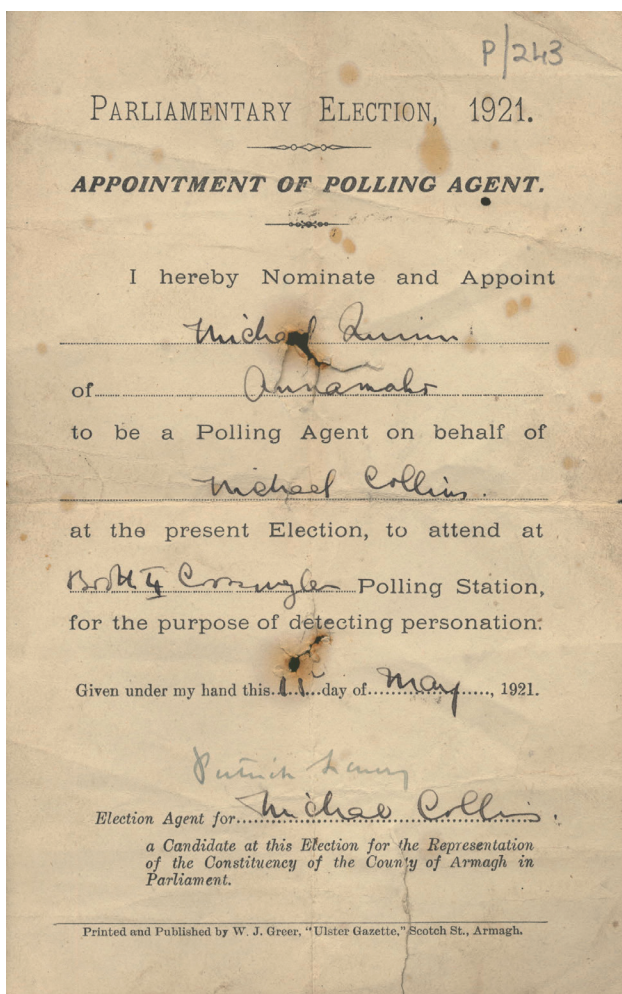 P/243
PARLIAMENTARY ELECTION, 1921.
APPOINTMENT OF POLLING AGENT.
I hereby Nominate and Appoint
Michael Quinn
of Annamahr
to be a Polling Agent on behalf of
Michael Collins.
at the present Election, to attend at
Booth 4 Polling Station,
for the purpose of detecting personation.
Given under my hand this day of May, 1921.
Patrick
Election Agent for Michael Collins.
a Candidate at this Election for the Representation
of the Constituency of the County of Armagh in
Parliament.
Printed and Published by W. J. Greer, "Ulster Gazette," Scotch St., Armagh.